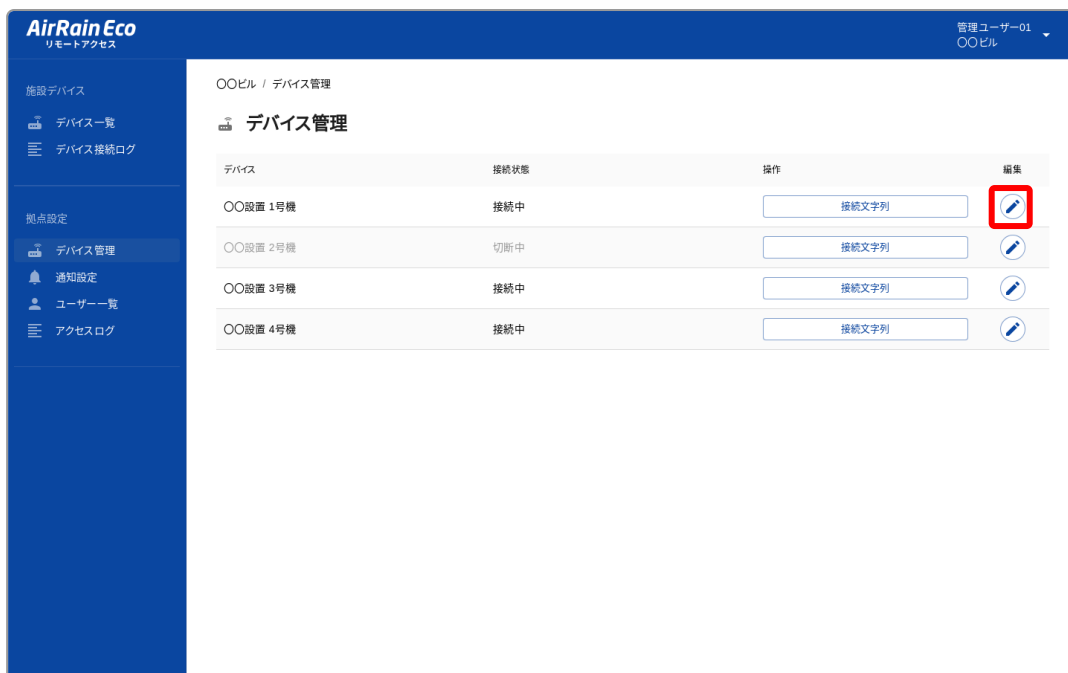 AirRain Eco
リモートアクセス
管理ユーザー01
〇〇ビル
施設デバイス
デバイス一覧
デバイス接続ログ
拠点設定
デバイス管理
通知設定
ユーザー一覧
アクセスログ
〇〇ビル / デバイス管理
デバイス管理
デバイス 接続状態 操作 編集
〇〇設置 1号機 接続中 接続文字列
〇〇設置 2号機 切断中 接続文字列
〇〇設置 3号機 接続中 接続文字列
〇〇設置 4号機 接続中 接続文字列